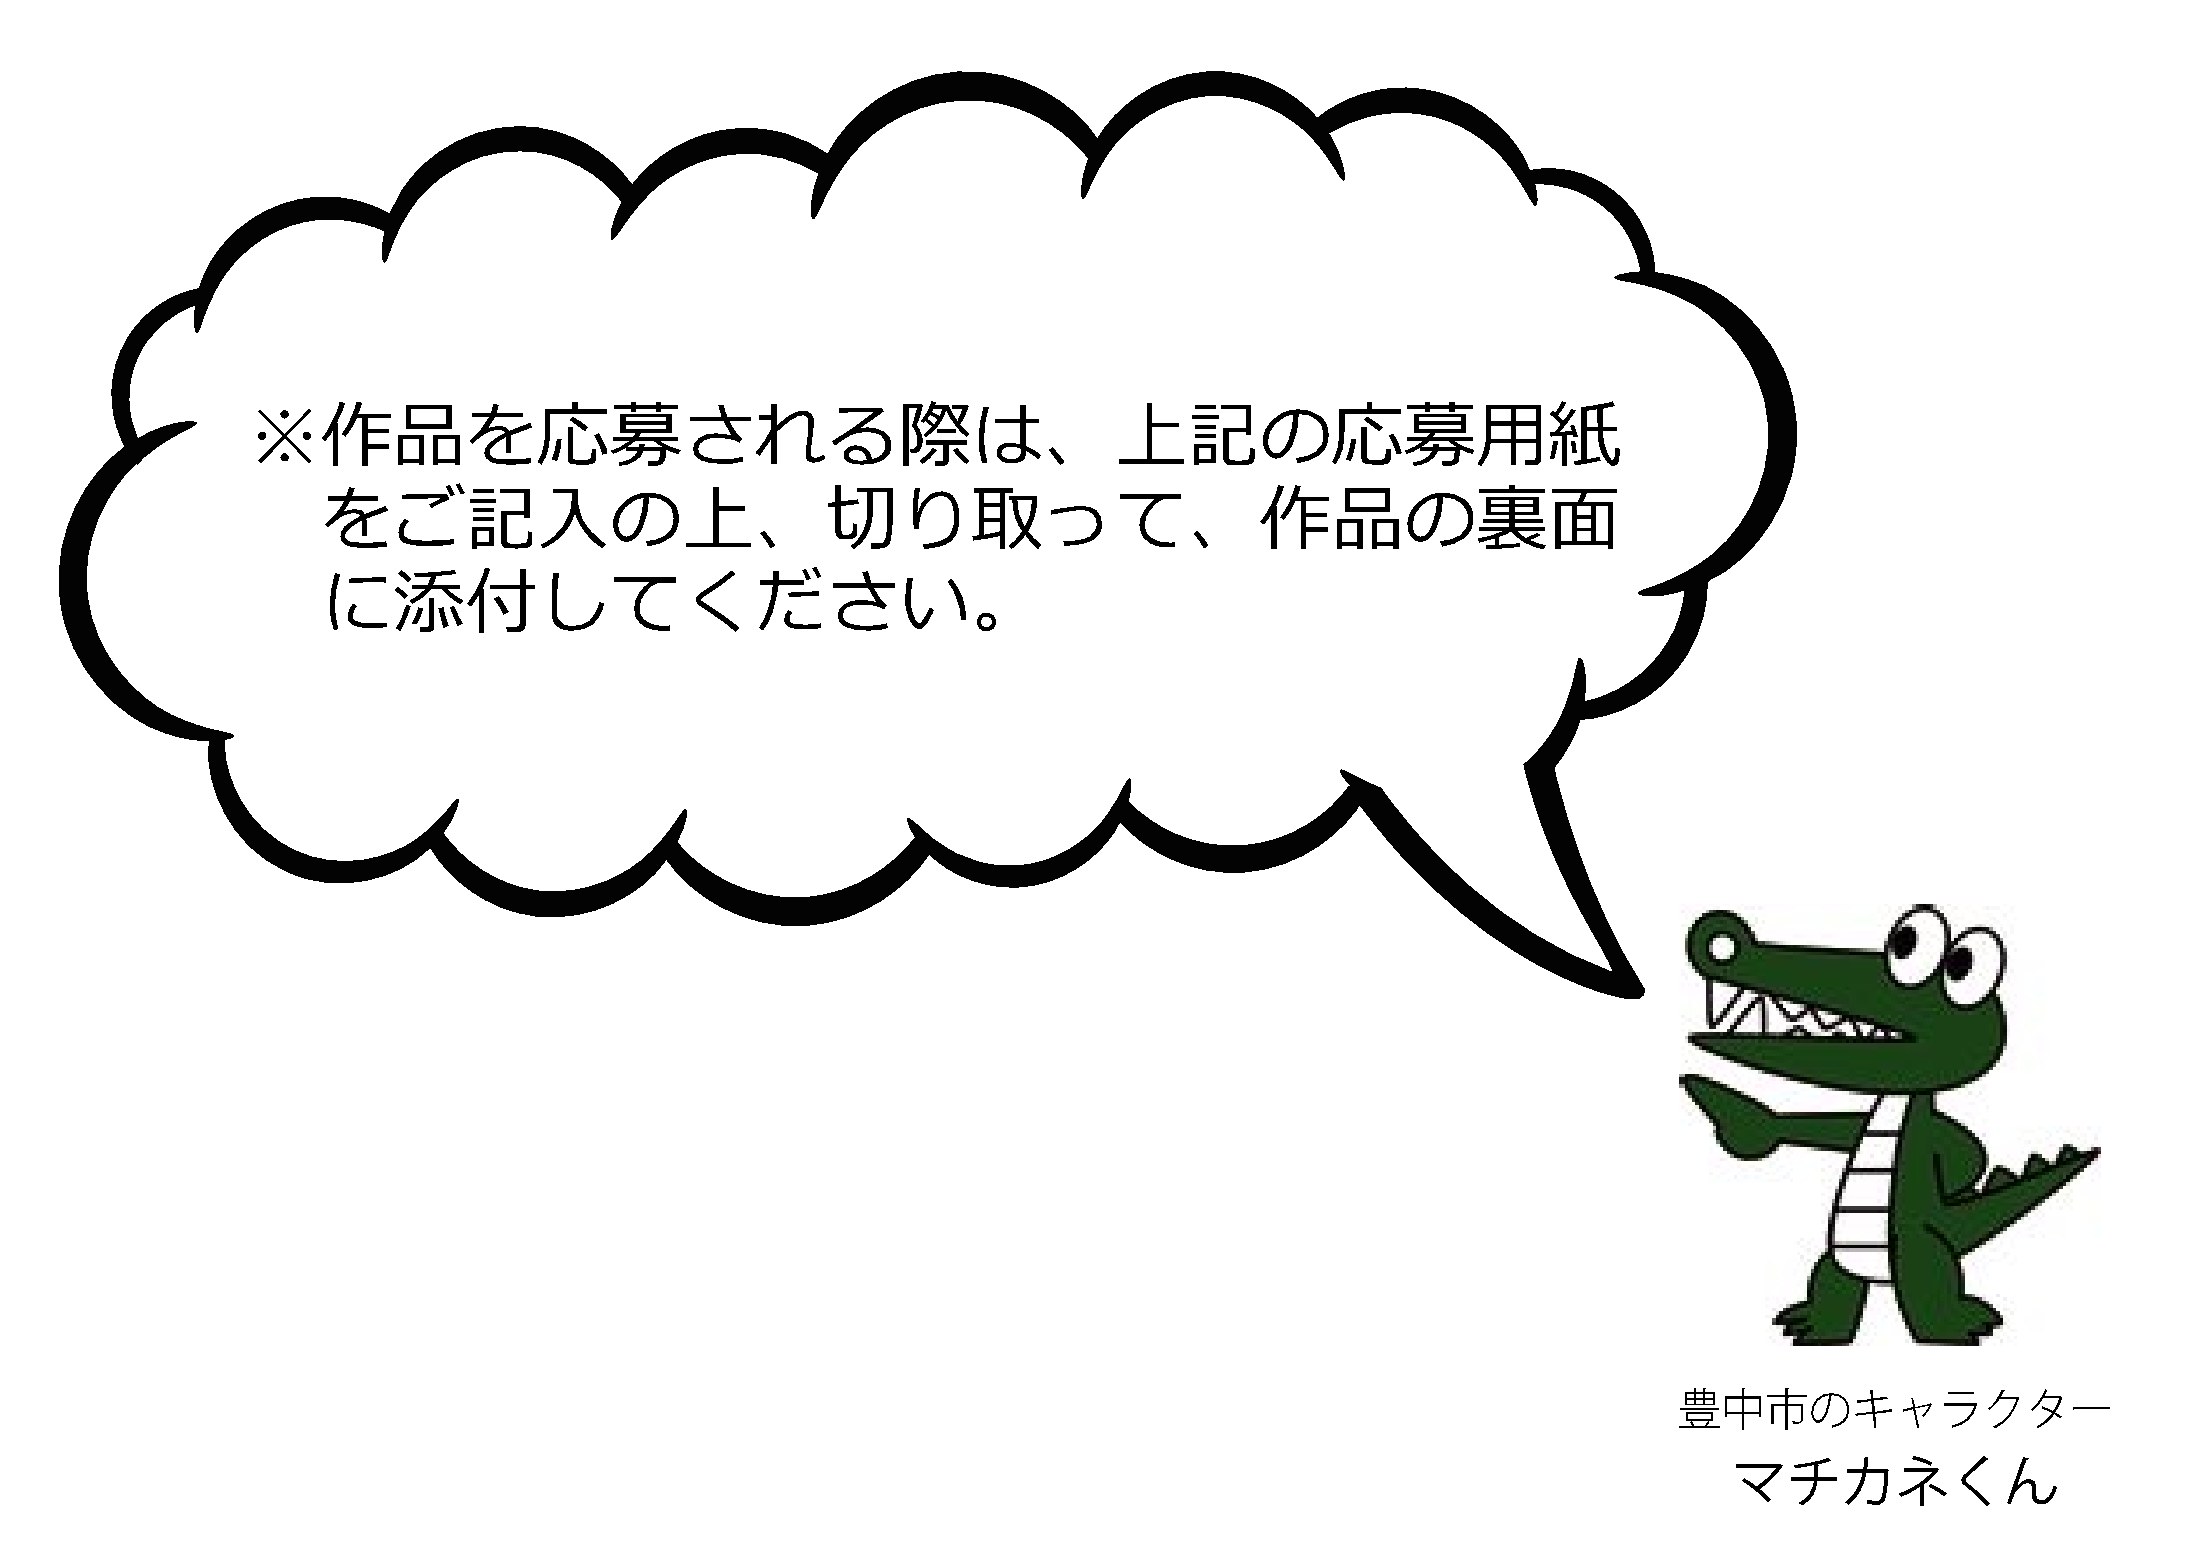 ※作品を応募される際は、上記の応募用紙
をご記入の上、切り取って、作品の裏面
に添付してください。
豊中市のキャラクター
マチカネくん